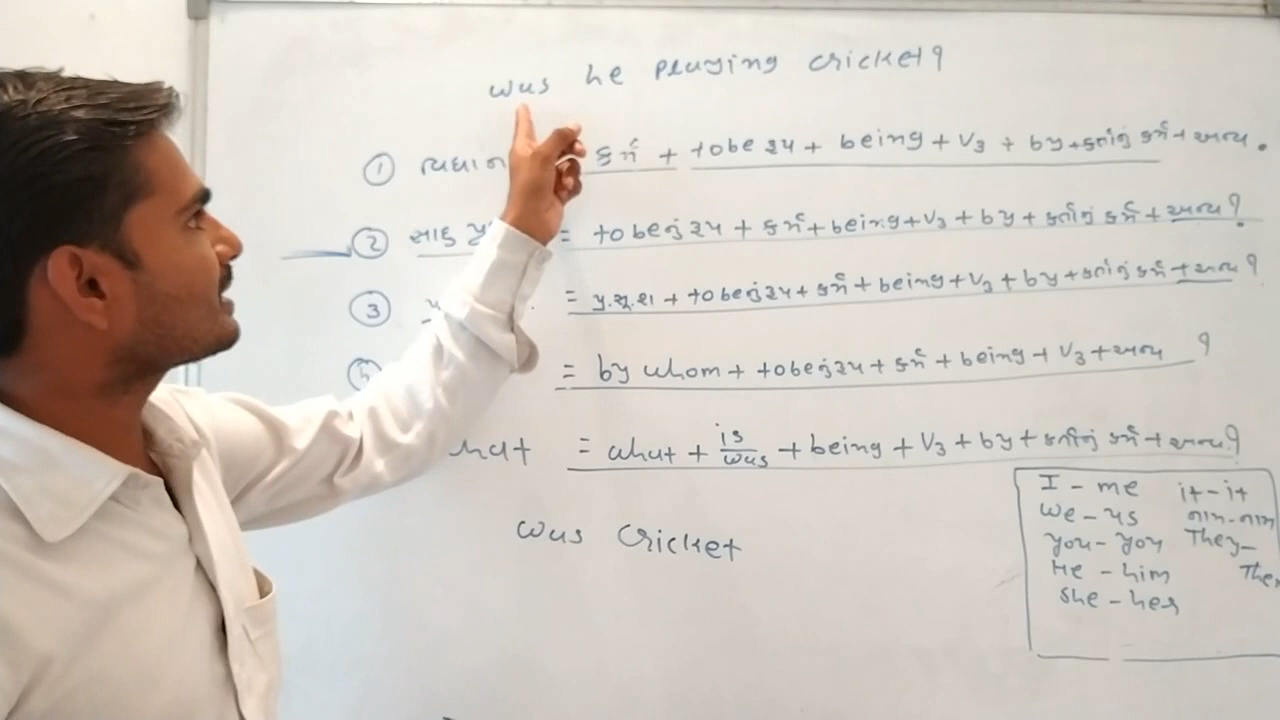 was he playing cricket?
① વ્યધાન કર્મ + tobe રૂપ + being + V3 + by + કર્તાનું કર્મ + અન્ય.
② સાદુ = tobeનું રૂપ + કર્મ + being + V3 + by + કર્તાનું કર્મ + અન્ય?
③ = પ્ર.સૂ.શ + tobeનું રૂપ + કર્મ + being + V3 + by + કર્તાનું કર્મ + અન્ય?
= by whom + tobeનું રૂપ + કર્મ + being + V3 + અન્ય ?
hat = what + is/was + being + V3 + by + કર્તાનું કર્મ + અન્ય?
was cricket
I - me it - it
we - us નામ - નામ
you - you They -
He - him The
she - her